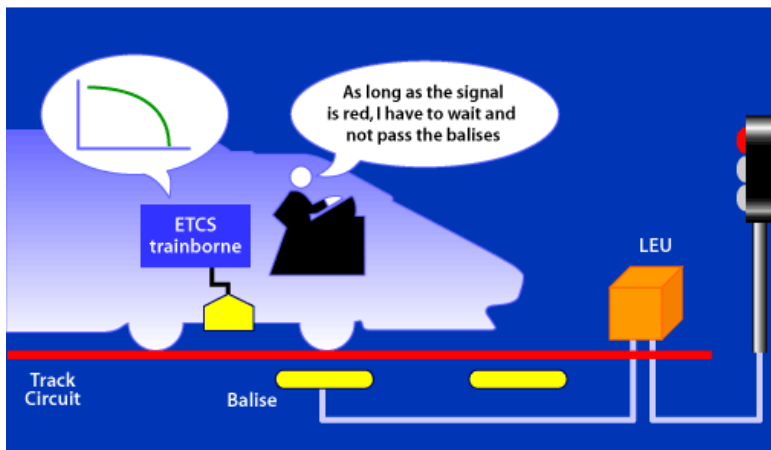 As long as the signal
is red, I have to wait and
not pass the balises
ETCS
trainborne
LEU
Track
Circuit
Balise